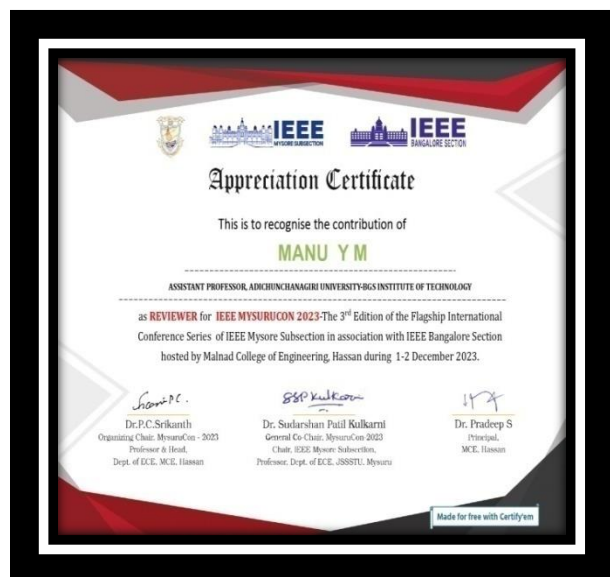 IEEE
MYSORE SUBSECTION
IEEE
BANGALORE SECTION
Appreciation Certificate
This is to recognise the contribution of
MANU Y M
ASSISTANT PROFESSOR, ADICHUNCHANAGIRI UNIVERSITY-BGS INSTITUTE OF TECHNOLOGY
as REVIEWER for IEEE MYSURUCON 2023-The 3rd Edition of the Flagship International
Conference Series of IEEE Mysore Subsection in association with IEEE Bangalore Section
hosted by Malnad College of Engineering, Hassan during 1-2 December 2023.
Dr.P.C.Srikanth
Organizing Chair, MysuruCon - 2023
Professor & Head,
Dept. of ECE, MCE, Hassan
SSP Kulkarni
Dr. Sudarshan Patil Kulkarni
General Co-Chair, MysuruCon-2023
Chair, IEEE Mysore Subsection,
Professor, Dept. of ECE, JSSSTU, Mysuru
Dr. Pradeep S
Principal,
MCE, Hassan
Made for free with Certify'em